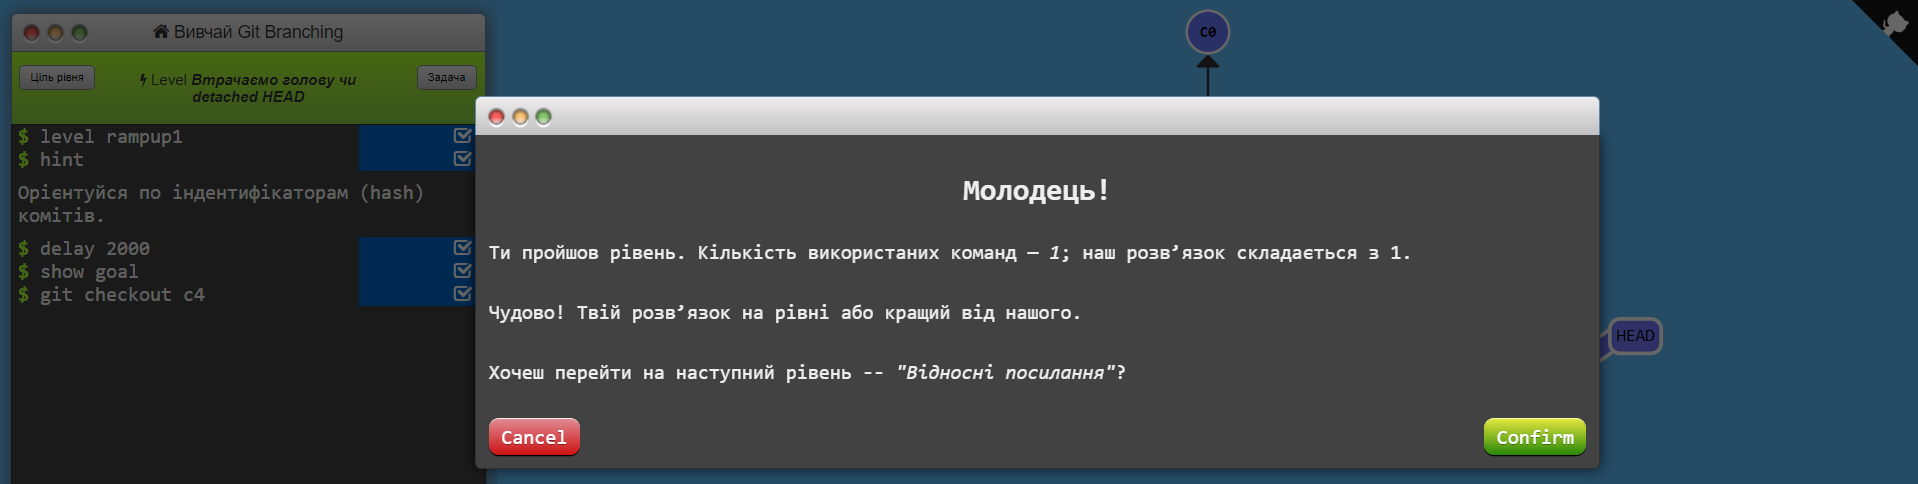 Вивчай Git Branching
Ціль рівня
Level Втрачаємо голову чи
detached HEAD
Задача
$ level rampup1
$ hint
Орієнтуйся по індентифікаторам (hash)
комітів.
$ delay 2000
$ show goal
$ git checkout c4
C0
Молодець!
Ти пройшов рівень. Кількість використаних команд – 1; наш розв’язок складається з 1.
Чудово! Твій розв’язок на рівні або кращий від нашого.
Хочеш перейти на наступний рівень -- "Відносні посилання"?
Cancel
Confirm
HEAD